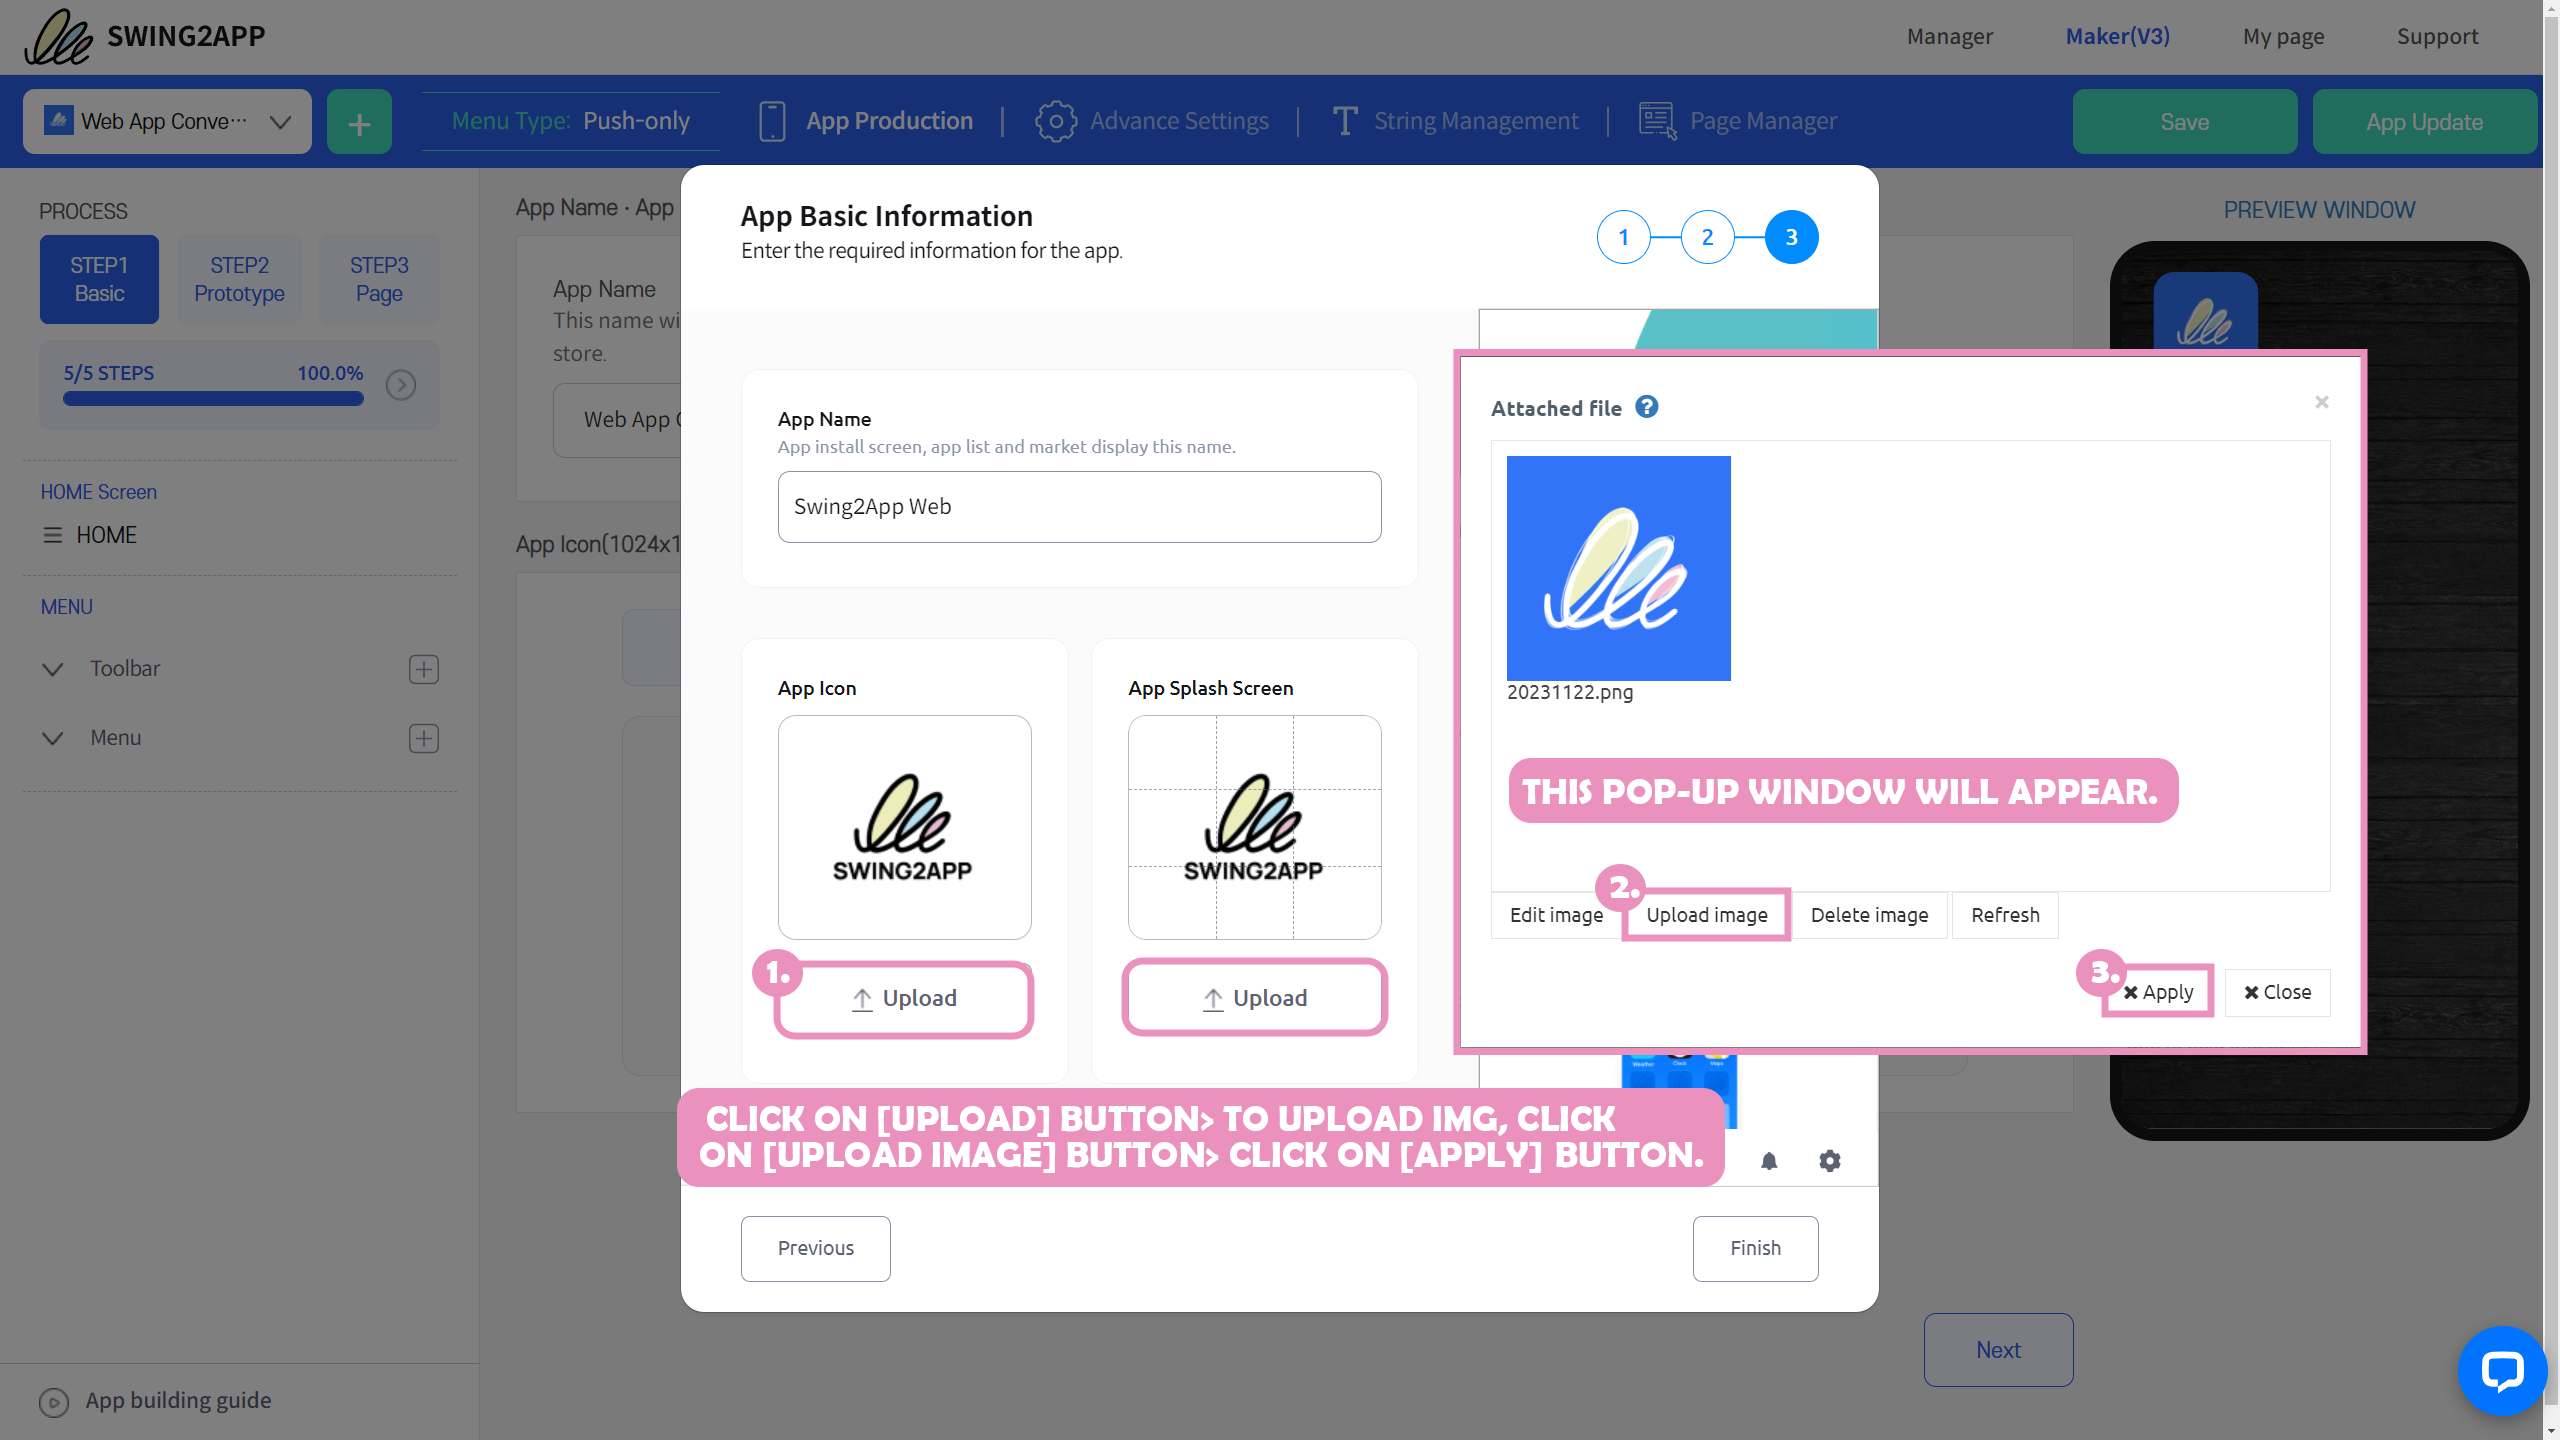 SWING2APP
Manager
Maker(V3)
My page
Support
Web App Conve···
+
Menu Type: Push-only
App Production
Advance Settings
String Management
Page Manager
Save
App Update
PROCESS
STEP1
Basic
STEP2
Prototype
STEP3
Page
5/5 STEPS
100.0%
HOME Screen
HOME
MENU
Toolbar
Menu
App building guide
App Name · App
App Name
This name wi
store.
Web App
App Icon(1024x1
App Basic Information
Enter the required information for the app.
1
2
3
App Name
App install screen, app list and market display this name.
Swing2App Web
App Icon
SWING2APP
1.
Upload
App Splash Screen
SWING2APP
Upload
CLICK ON [UPLOAD] BUTTON> TO UPLOAD IMG, CLICK
ON [UPLOAD IMAGE] BUTTON> CLICK ON [APPLY] BUTTON.
Previous
Finish
PREVIEW WINDOW
Attached file ?
×
20231122.png
THIS POP-UP WINDOW WILL APPEAR.
2.
Edit image
Upload image
Delete image
Refresh
3.
Apply
Close
Weather
Clock
Maps
Next